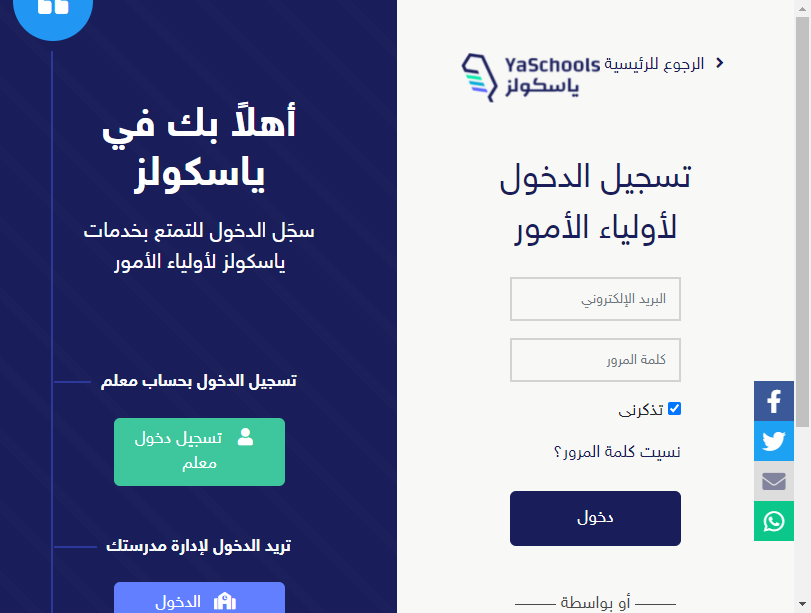 الرجوع للرئيسية
YaSchools
ياسكولز
تسجيل الدخول
لأولياء الأمور
البريد الإلكتروني
كلمة المرور
تذكرنى
نسيت كلمة المرور؟
دخول
أو بواسطة
أهلاً بك في
ياسكولز
سجَل الدخول للتمتع بخدمات
ياسكولز لأولياء الأمور
تسجيل الدخول بحساب معلم
تسجيل دخول
معلم
تريد الدخول لإدارة مدرستك
الدخول